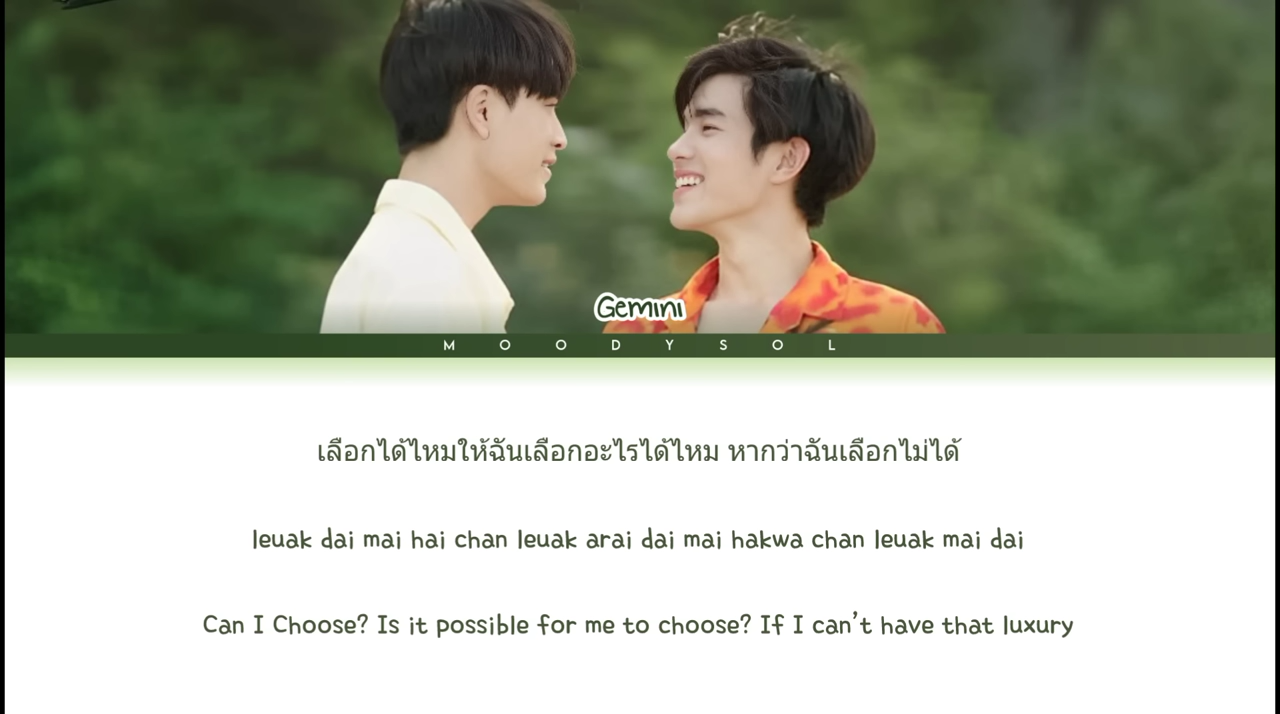 Gemini
MOODYSOL
เลือกได้ไหมให้ฉันเลือกอะไรได้ไหม หากว่าฉันเลือกไม่ได้
leuak dai mai hai chan leuak arai dai mai hakwa chan leuak mai dai
Can I Choose? Is it possible for me to choose? If I can't have that luxury